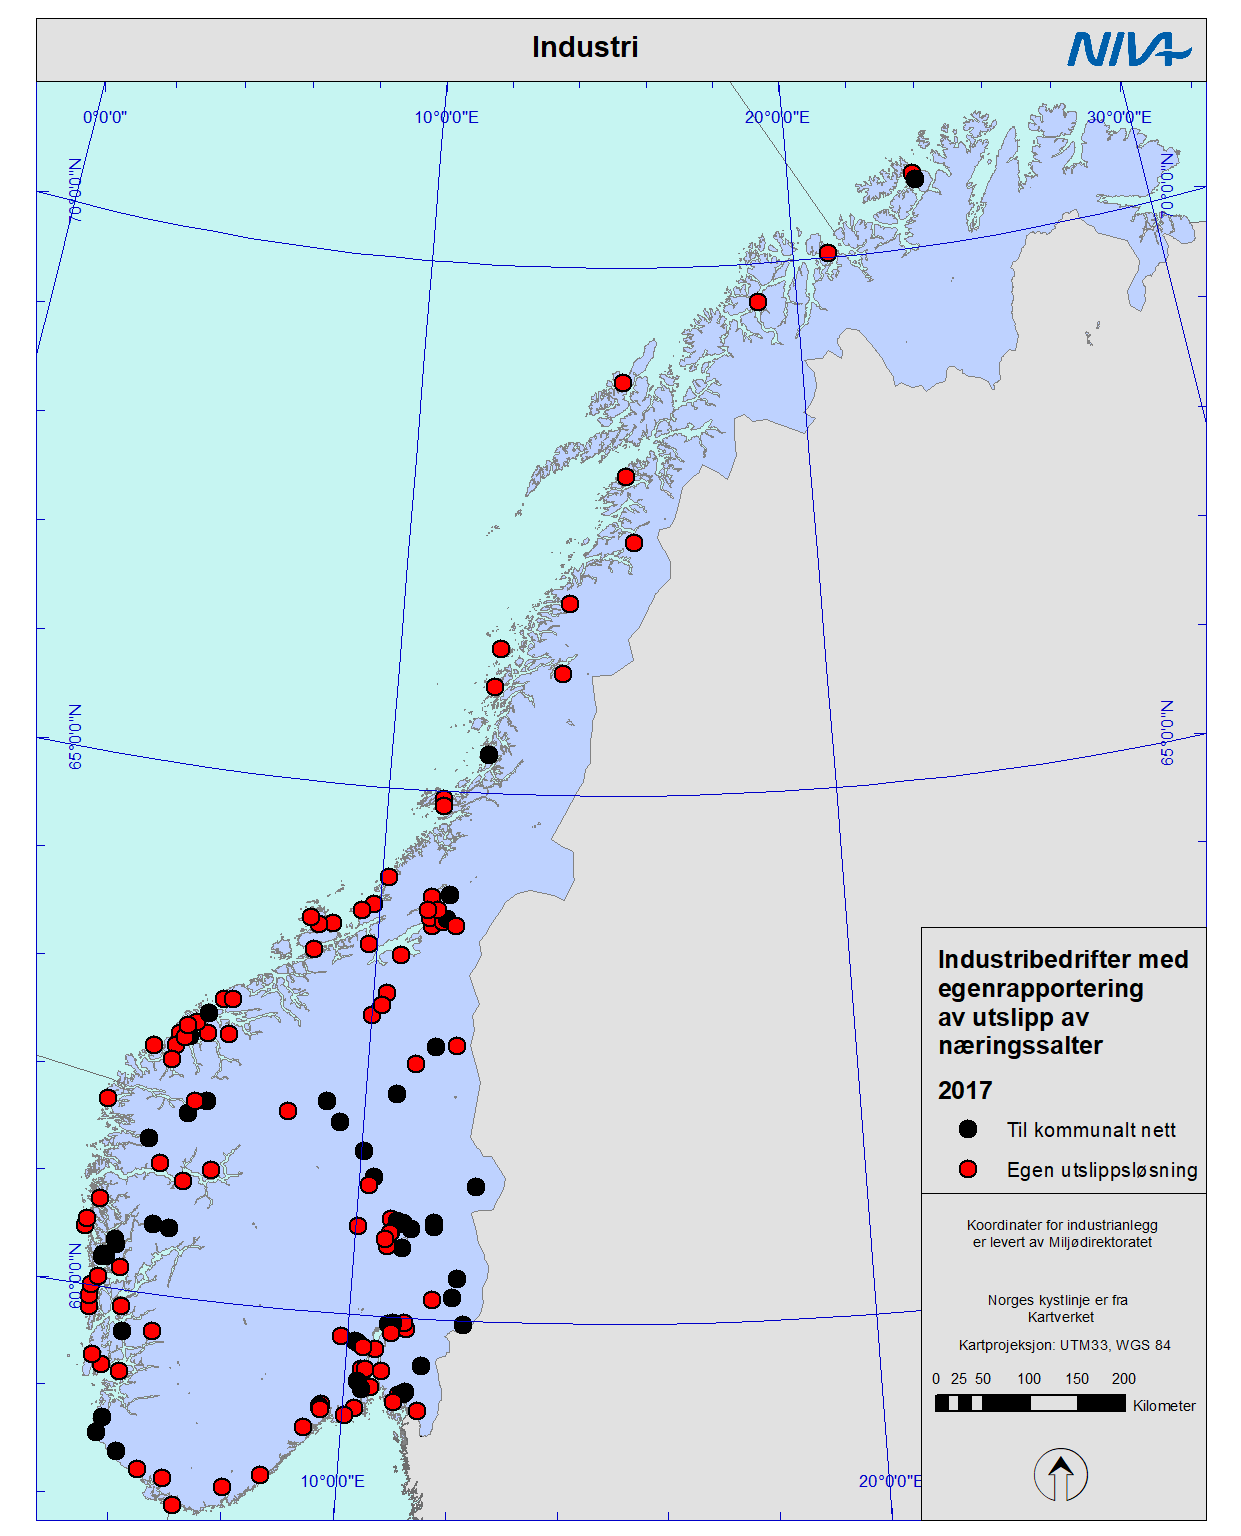 Industri
NIVA
0°0'0"
10°0'0"E
20°0'0"E
30°0'0"E
70°0'0"N
70°0'0"N
65°0'0"N
65°0'0"N
60°0'0"N
10°0'0"E
20°0'0"E
Industribedrifter med
egenrapportering
av utslipp av
næringssalter
2017
Til kommunalt nett
Egen utslippsløsning
Koordinater for industrianlegg
er levert av Miljødirektoratet
Norges kystlinje er fra
Kartverket
Kartprojeksjon: UTM33, WGS 84
0 25 50 100 150 200
Kilometer